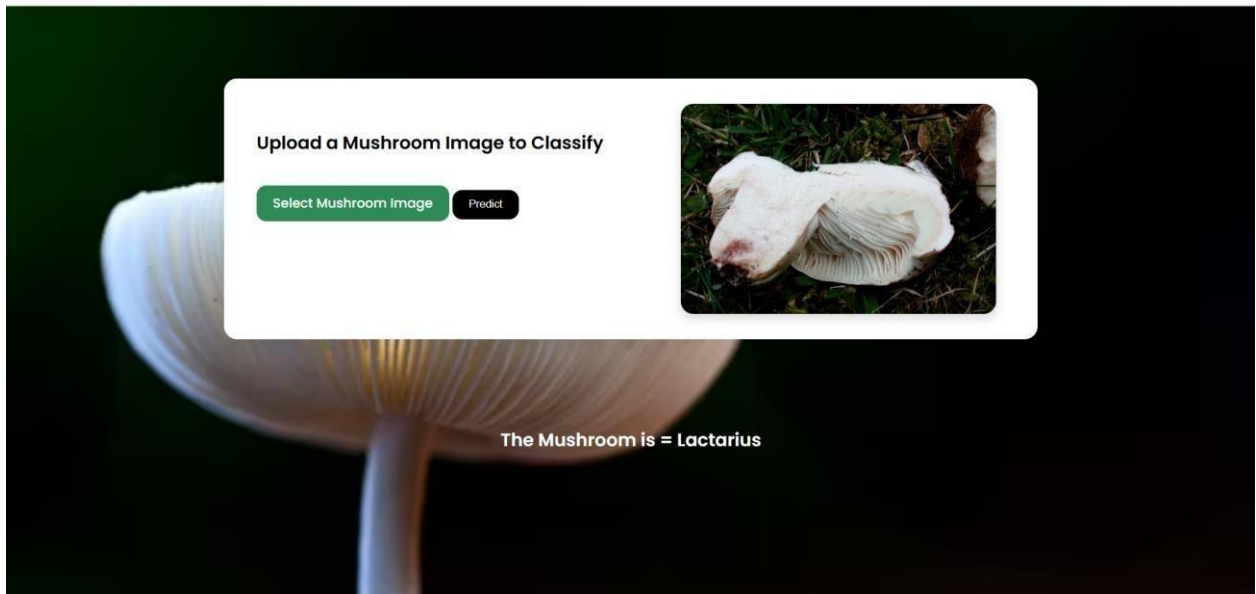 Upload a Mushroom Image to Classify
Select Mushroom Image
Predict
The Mushroom is = Lactarius